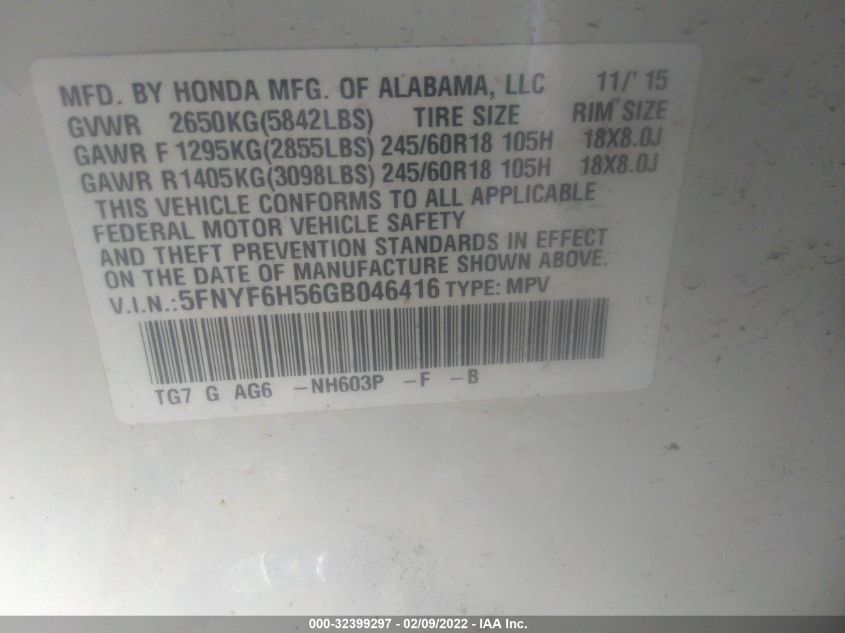 MFD. BY HONDA MFG. OF ALABAMA, LLC 11/'15
GVWR 2650KG(5842LBS) TIRE SIZE RIM SIZE
GAWR F 1295KG(2855LBS) 245/60R18 105H 18X8.0J
GAWR R1405KG(3098LBS) 245/60R18 105H 18X8.0J
THIS VEHICLE CONFORMS TO ALL APPLICABLE
FEDERAL MOTOR VEHICLE SAFETY
AND THEFT PREVENTION STANDARDS IN EFFECT
ON THE DATE OF MANUFACTURE SHOWN ABOVE.
V.I.N.:5FNYF6H56GB046416 TYPE: MPV
TG7 G AG6 –NH603P –F –B
000-32399297 - 02/09/2022 - IAA Inc.